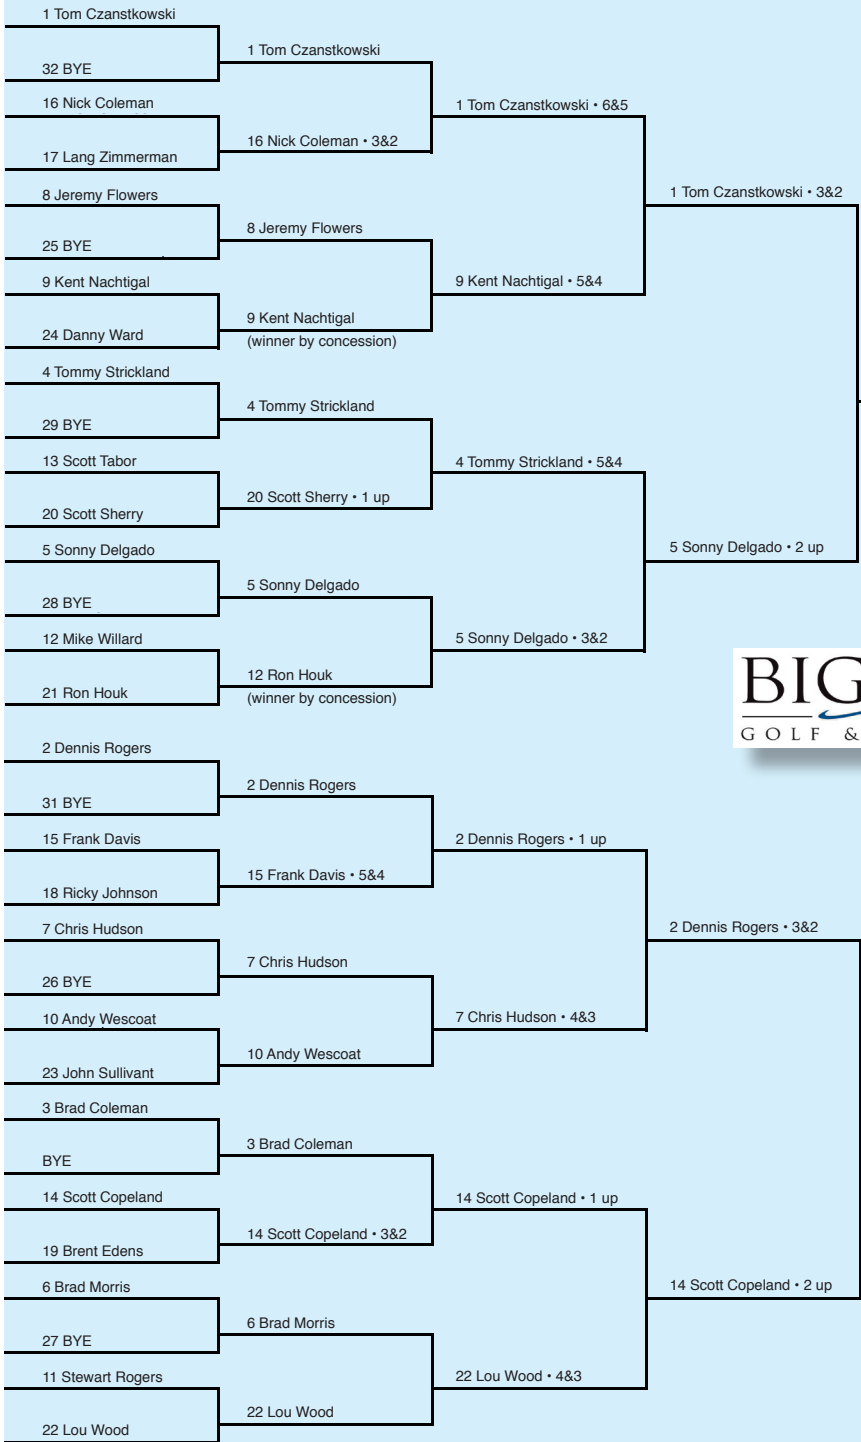 1 Tom Czanstkowski
32 BYE
16 Nick Coleman
17 Lang Zimmerman
8 Jeremy Flowers
25 BYE
9 Kent Nachtigal
24 Danny Ward
4 Tommy Strickland
29 BYE
13 Scott Tabor
20 Scott Sherry
5 Sonny Delgado
28 BYE
12 Mike Willard
21 Ron Houk
2 Dennis Rogers
31 BYE
15 Frank Davis
18 Ricky Johnson
7 Chris Hudson
26 BYE
10 Andy Wescoat
23 John Sullivant
3 Brad Coleman
BYE
14 Scott Copeland
19 Brent Edens
6 Brad Morris
27 BYE
11 Stewart Rogers
22 Lou Wood
1 Tom Czanstkowski
16 Nick Coleman • 3&2
8 Jeremy Flowers
9 Kent Nachtigal
(winner by concession)
4 Tommy Strickland
20 Scott Sherry • 1 up
5 Sonny Delgado
12 Ron Houk
(winner by concession)
2 Dennis Rogers
15 Frank Davis • 5&4
7 Chris Hudson
10 Andy Wescoat
3 Brad Coleman
14 Scott Copeland • 3&2
6 Brad Morris
22 Lou Wood
1 Tom Czanstkowski • 6&5
9 Kent Nachtigal • 5&4
4 Tommy Strickland • 5&4
5 Sonny Delgado • 3&2
2 Dennis Rogers • 1 up
7 Chris Hudson • 4&3
14 Scott Copeland • 1 up
22 Lou Wood • 4&3
1 Tom Czanstkowski • 3&2
5 Sonny Delgado • 2 up
2 Dennis Rogers • 3&2
14 Scott Copeland • 2 up
BIG
GOLF &